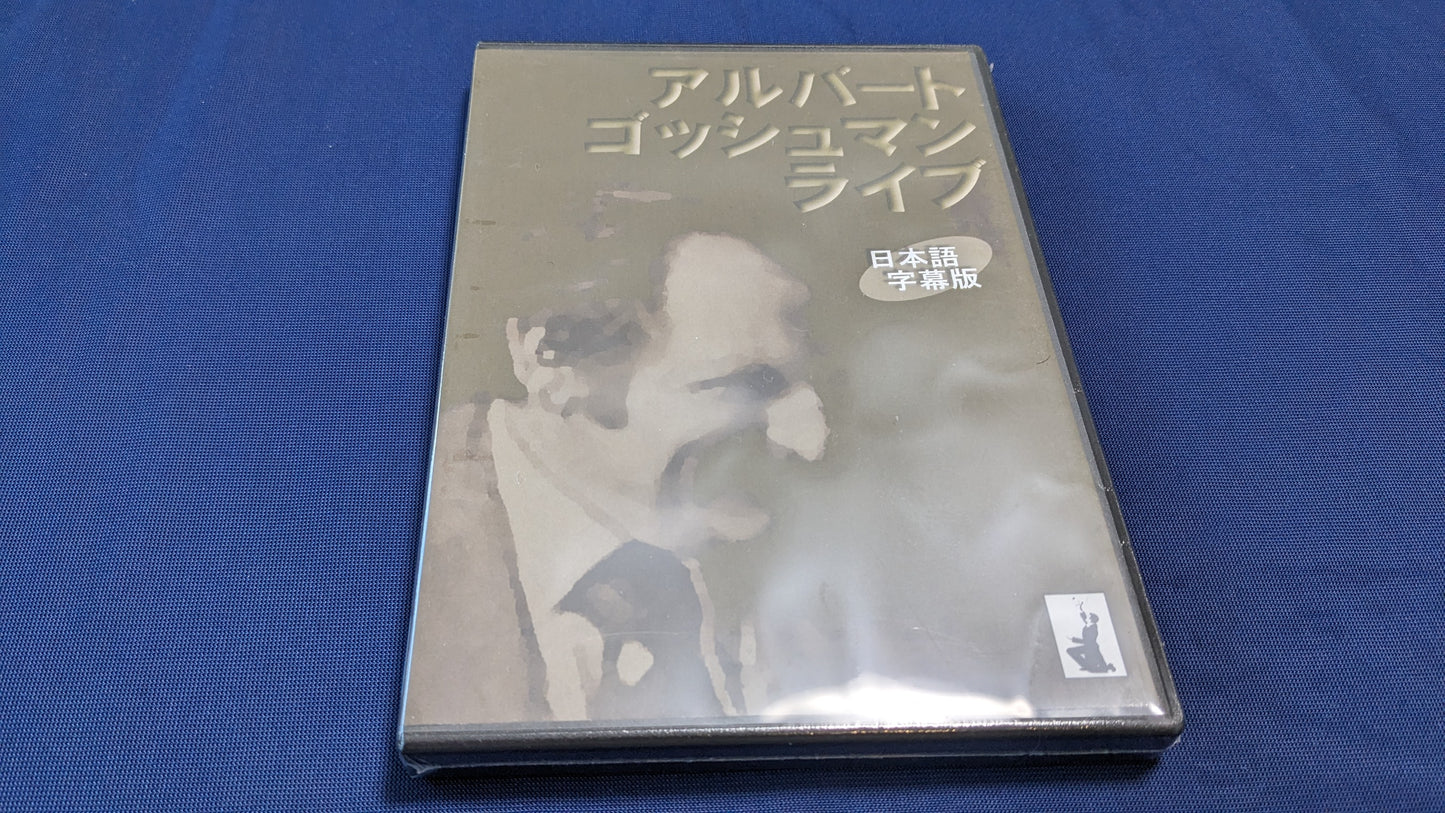 アルバート
ゴッシュマン
ライブ
日本語
字幕版